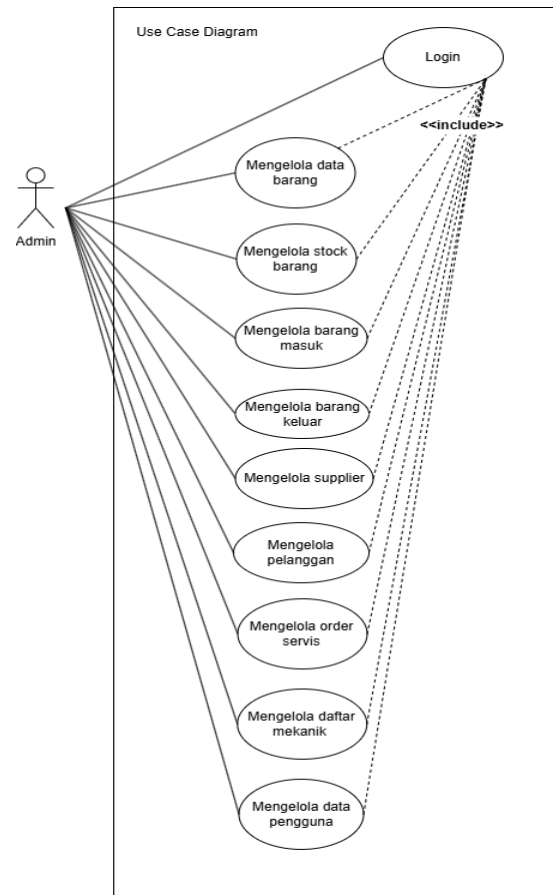 Use Case Diagram
Login
<<include>>
Mengelola data
barang
Admin
Mengelola stock
barang
Mengelola barang
masuk
Mengelola barang
keluar
Mengelola supplier
Mengelola
pelanggan
Mengelola order
servis
Mengelola daftar
mekanik
Mengelola data
pengguna